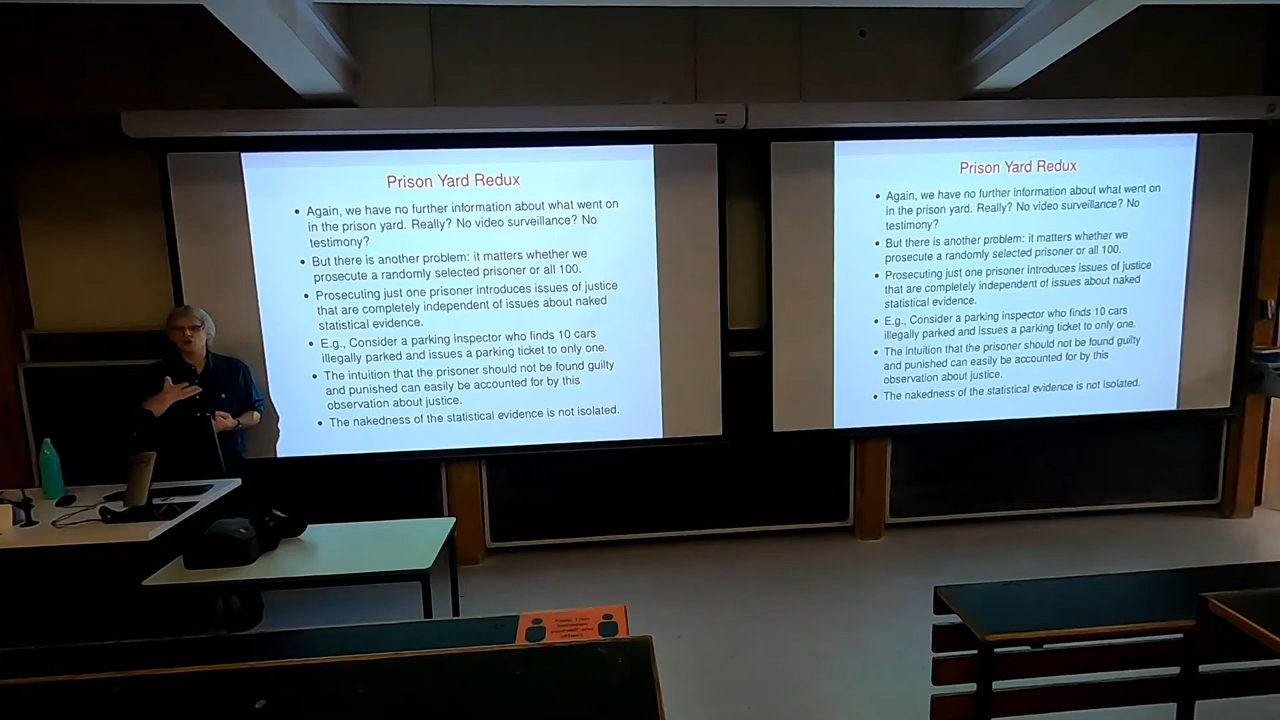 Prison Yard Redux
• Again, we have no further information about what went on
in the prison yard. Really? No video surveillance? No
testimony?
• But there is another problem: it matters whether we
prosecute a randomly selected prisoner or all 100.
• Prosecuting just one prisoner introduces issues of justice
that are completely independent of issues about naked
statistical evidence.
• E.g., Consider a parking inspector who finds 10 cars
illegally parked and issues a parking ticket to only one.
• The intuition that the prisoner should not be found guilty
and punished can easily be accounted for by this
observation about justice.
• The nakedness of the statistical evidence is not isolated.
Prison Yard Redux
• Again, we have no further information about what went on
in the prison yard. Really? No video surveillance? No
testimony?
• But there is another problem: it matters whether we
prosecute a randomly selected prisoner or all 100.
• Prosecuting just one prisoner introduces issues of justice
that are completely independent of issues about naked
statistical evidence.
• E.g., Consider a parking inspector who finds 10 cars
illegally parked and issues a parking ticket to only one.
• The intuition that the prisoner should not be found guilty
and punished can easily be accounted for by this
observation about justice.
• The nakedness of the statistical evidence is not isolated.